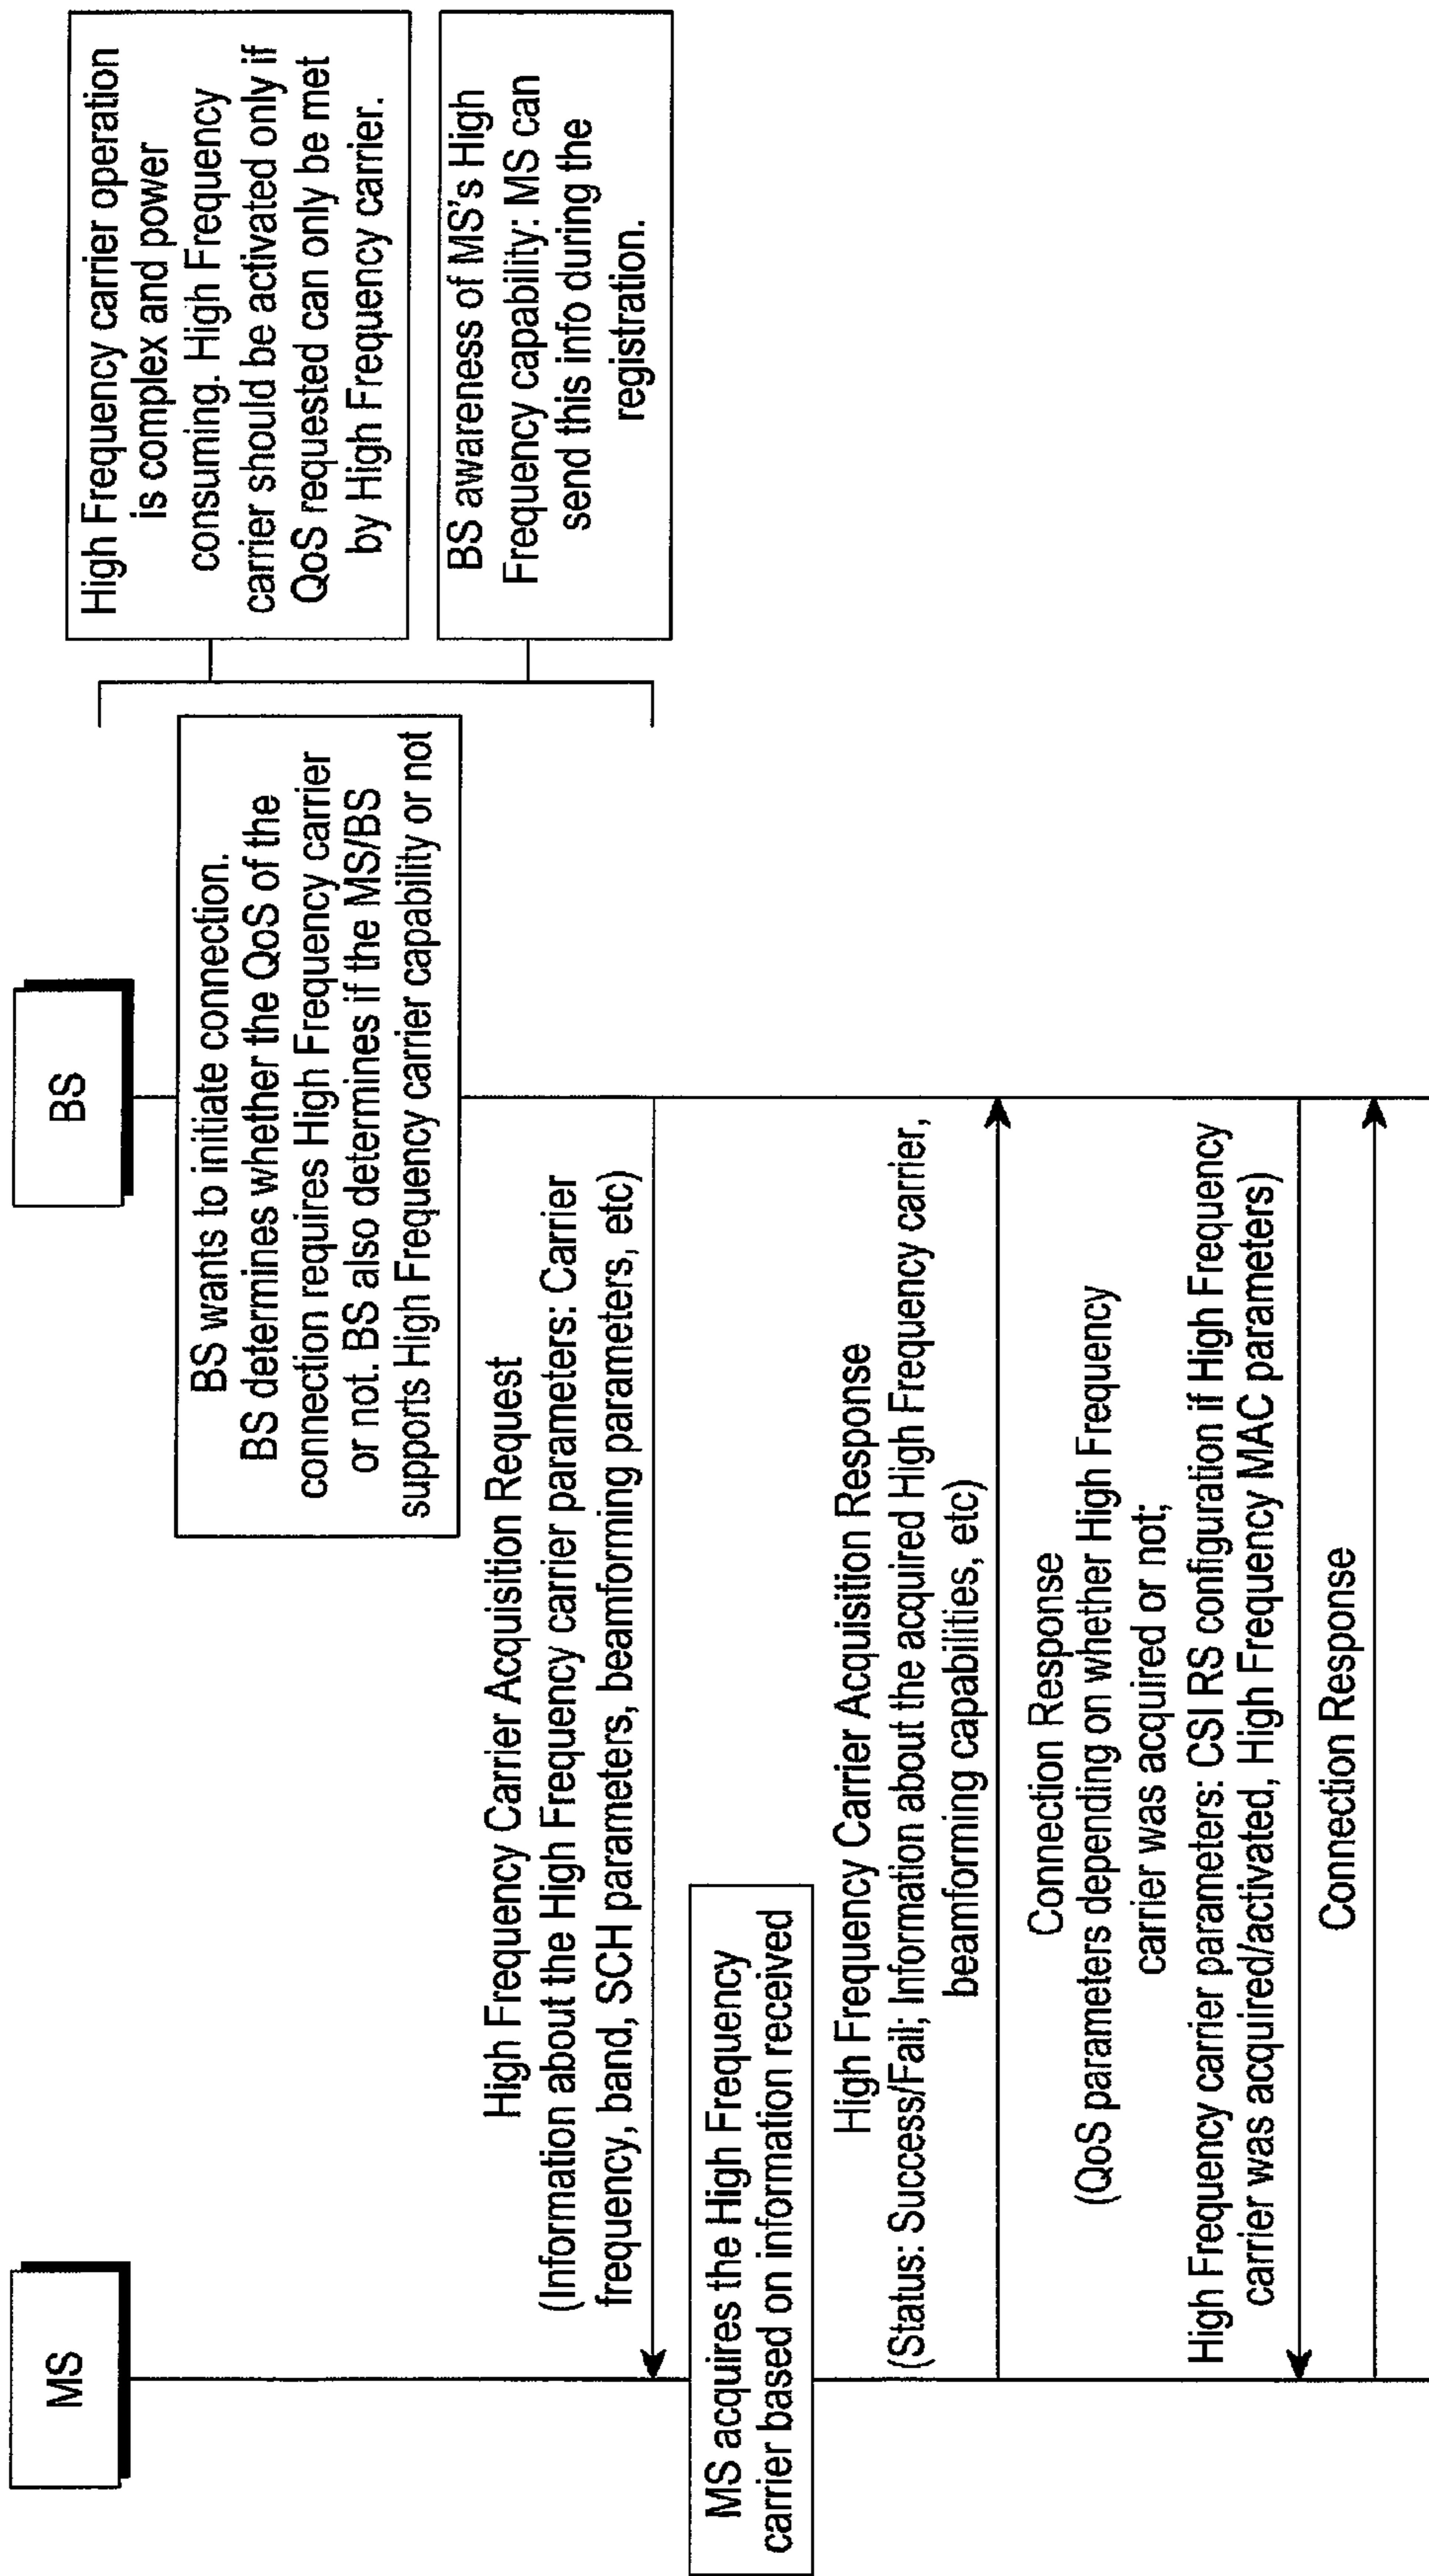 MS
BS
BS wants to initiate connection.
BS determines whether the QoS of the
connection requires High Frequency carrier
or not. BS also determines if the MS/BS
supports High Frequency carrier capability or not
High Frequency carrier operation
is complex and power
consuming. High Frequency
carrier should be activated only if
QoS requested can only be met
by High Frequency carrier.
BS awareness of MS's High
Frequency capability: MS can
send this info during the
registration.
High Frequency Carrier Acquisition Request
(Information about the High Frequency carrier parameters: Carrier
frequency, band, SCH parameters, beamforming parameters, etc)
MS acquires the High Frequency
carrier based on information received
High Frequency Carrier Acquisition Response
(Status: Success/Fail; Information about the acquired High Frequency carrier,
beamforming capabilities, etc)
Connection Response
(QoS parameters depending on whether High Frequency
carrier was acquired or not;
High Frequency carrier parameters: CSI RS configuration if High Frequency
carrier was acquired/activated, High Frequency MAC parameters)
Connection Response